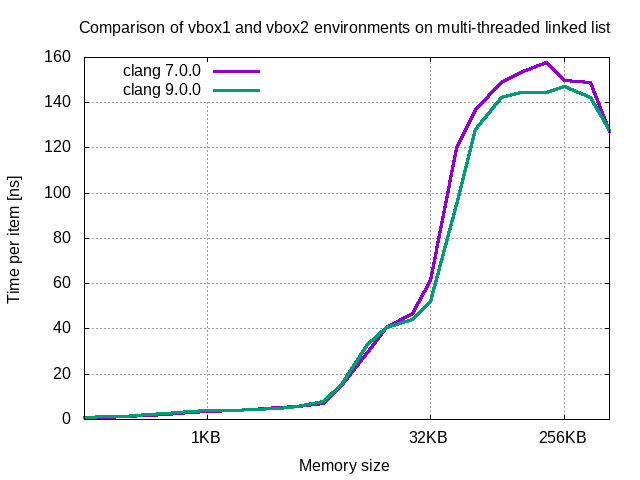 Comparison of vbox1 and vbox2 environments on multi-threaded linked list
160
140
120
100
80
60
40
20
0
clang 7.0.0
clang 9.0.0
Time per item [ns]
1KB 32KB 256KB
Memory size